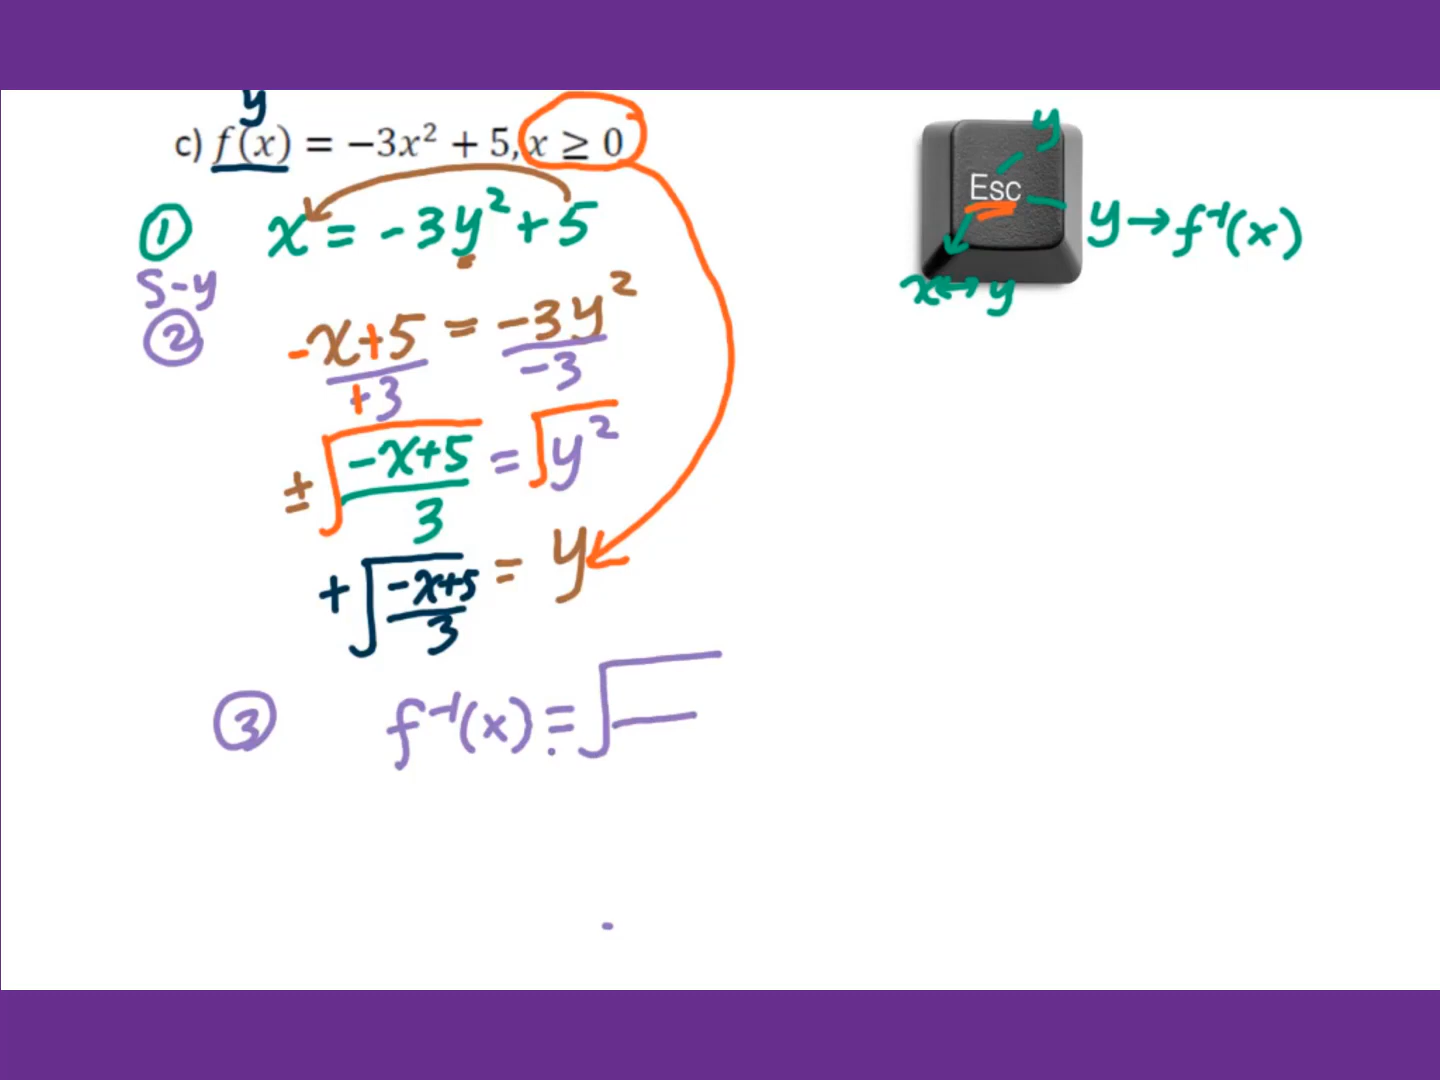 y
c) f(x) = −3x² + 5, x ≥ 0
① x = -3y² + 5
S-y
② -x+5 = -3y²
+3 -3
±√((-x+5)/3) = √(y²)
+√((-x+5)/3) = y
③ f⁻¹(x) = √
y
Esc
y → f⁻¹(x)
x ↔ y